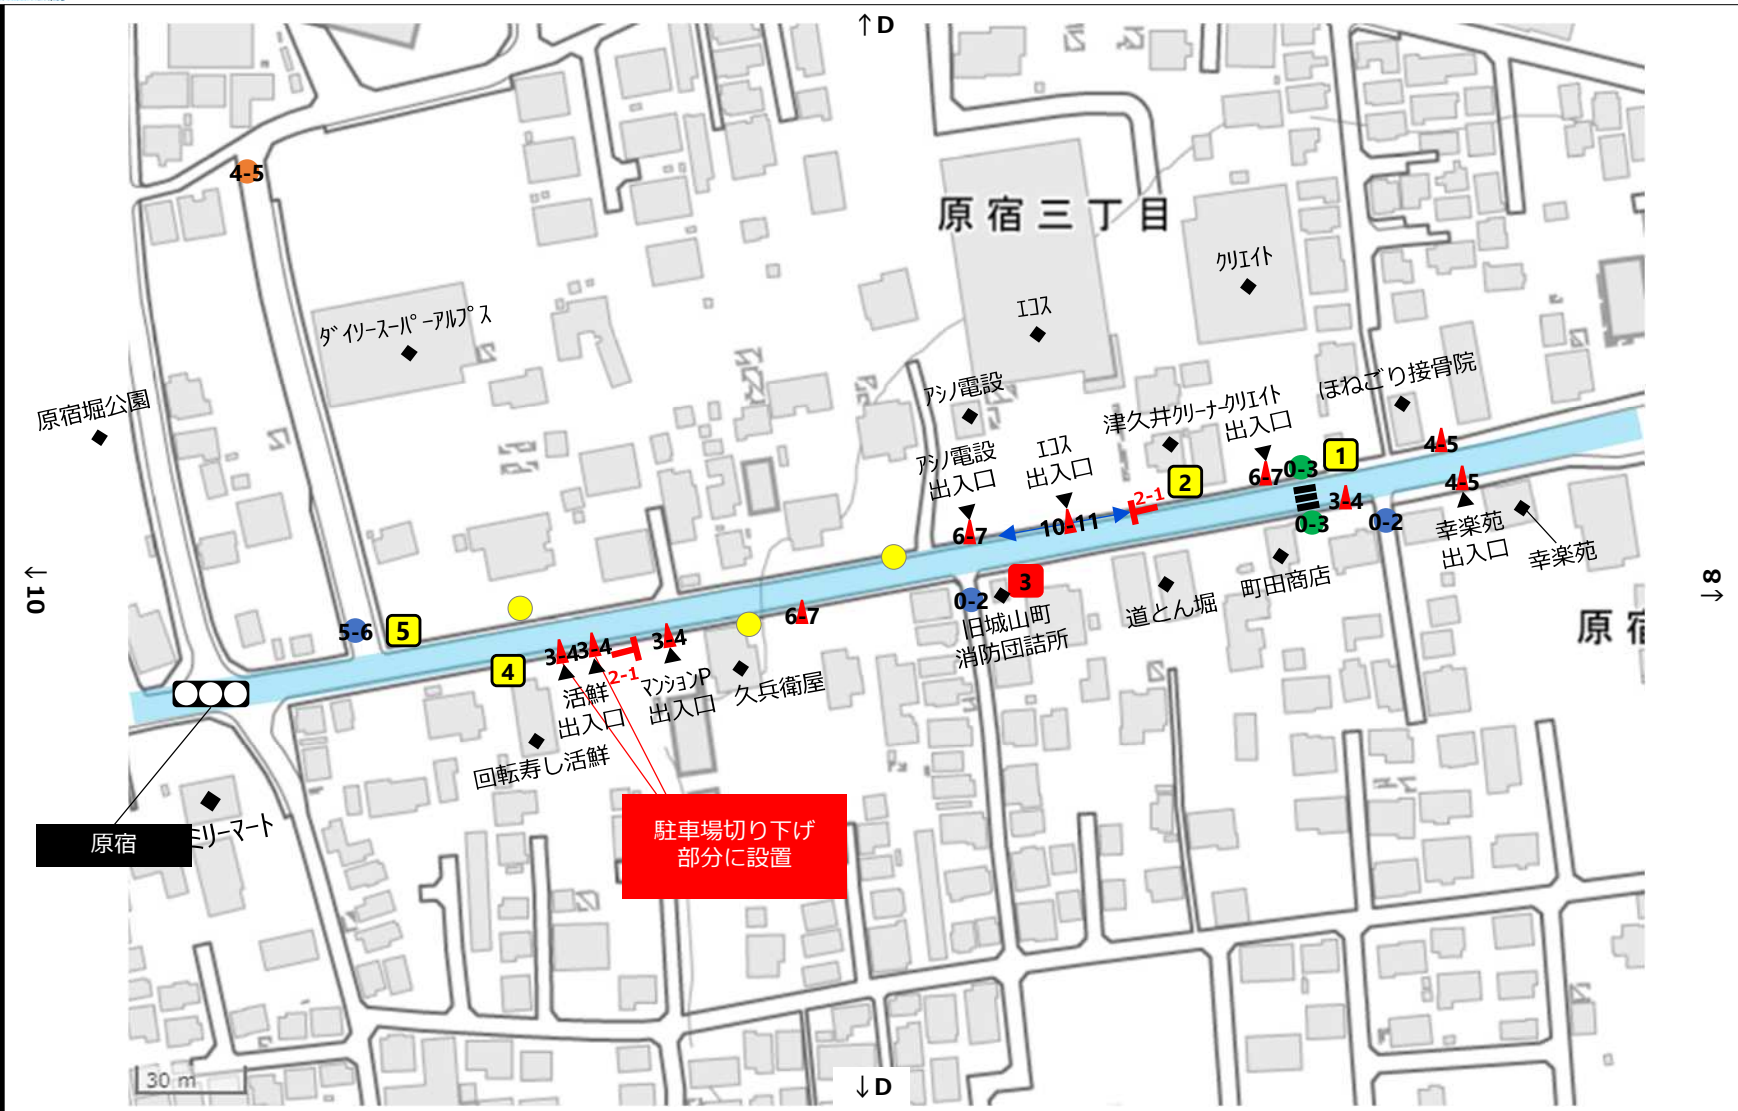 ↑D
4-5
原宿三丁目
クリエイト
エコス
ダイソースーパーアルプス
原宿堀公園
ほねごり接骨院
アシノ電設
津久井クリーナー
クリエイト
出入口
アシノ電設
出入口
エコス
出入口
1
4-5
6-7
0-3
2
2-1
3-4
4-5
0-3
0-2
10-11
6-7
幸楽苑
出入口
幸楽苑
町田商店
道とん堀
3
0-2
旧城山町
消防団詰所
↓10
8→
原
6-7
5-6
5
4
3-4
3-4
2-1
3-4
マンションP
出入口
久兵衛屋
活鮮
出入口
回転寿し活鮮
駐車場切り下げ
部分に設置
原宿
ミリーマート
30 m
↓D